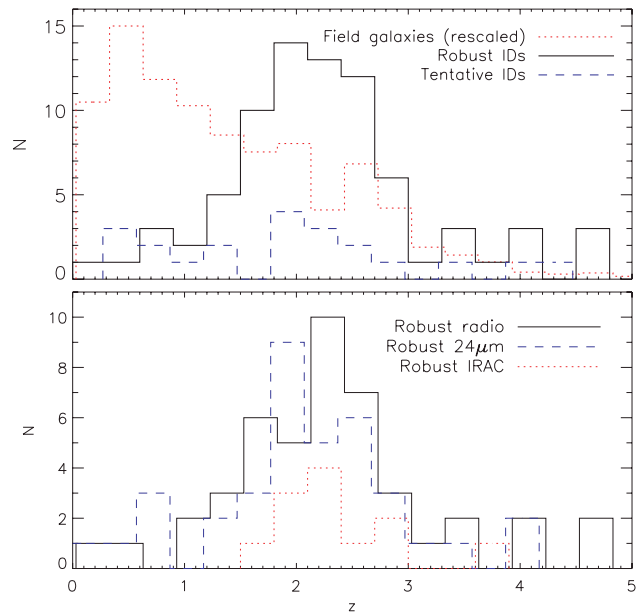 15
10
5
0
N
Field galaxies (rescaled)
Robust IDs
Tentative IDs
10
8
6
4
2
0
N
Robust radio
Robust 24μm
Robust IRAC
0 1 2 3 4 5
z